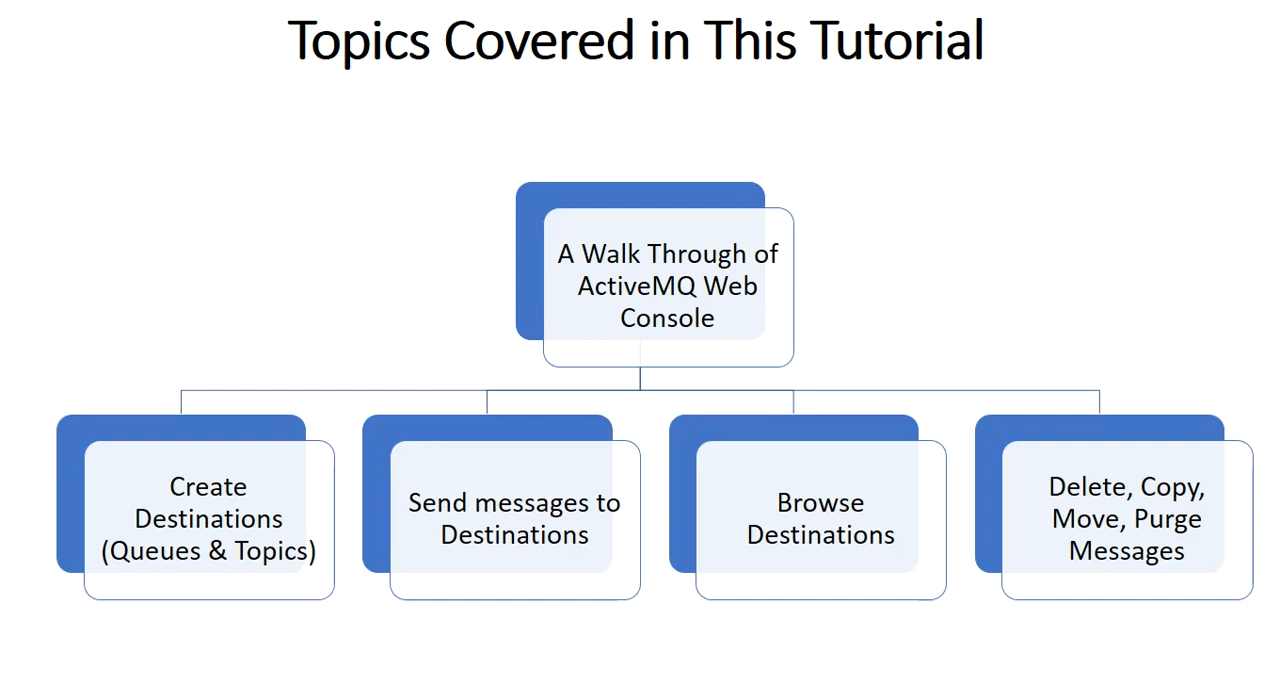 Topics Covered in This Tutorial
A Walk Through of
ActiveMQ Web
Console
Create
Destinations
(Queues & Topics)
Send messages to
Destinations
Browse
Destinations
Delete, Copy,
Move, Purge
Messages